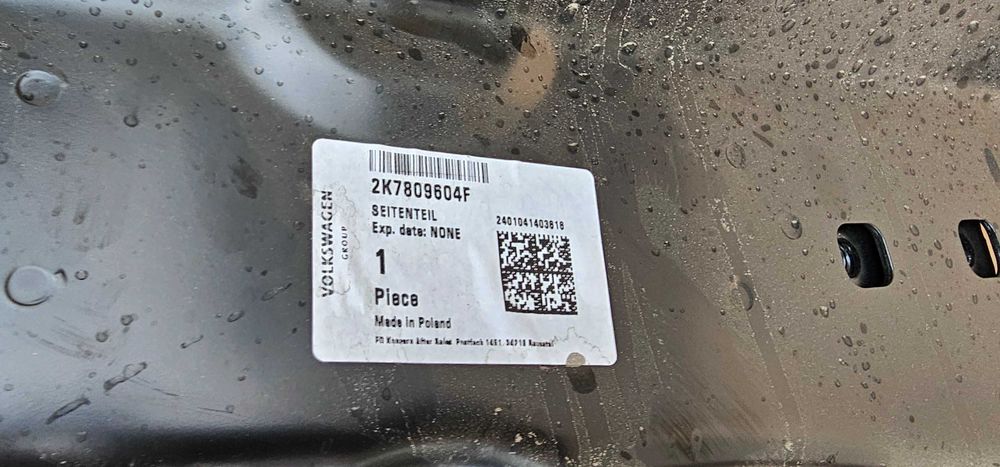 2K7809604F
SEITENTEIL
Exp. date: NONE
2401041403818
1
Piece
Made in Poland
VOLKSWAGEN
GROUP